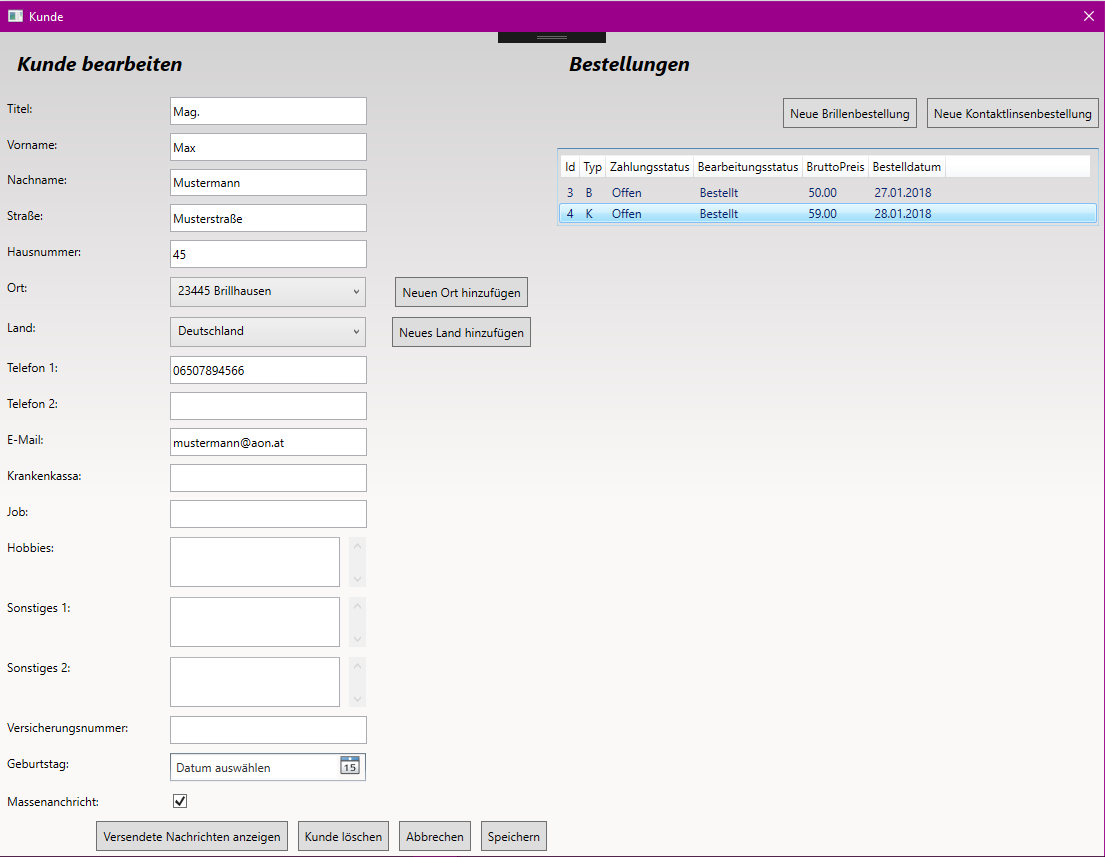 Kunde
Kunde bearbeiten
Titel: Mag.
Vorname: Max
Nachname: Mustermann
Straße: Musterstraße
Hausnummer: 45
Ort: 23445 Brillhausen Neuen Ort hinzufügen
Land: Deutschland Neues Land hinzufügen
Telefon 1: 06507894566
Telefon 2:
E-Mail: mustermann@aon.at
Krankenkassa:
Job:
Hobbies:
Sonstiges 1:
Sonstiges 2:
Versicherungsnummer:
Geburtstag: Datum auswählen 15
Massenanchricht:
Versendete Nachrichten anzeigen Kunde löschen Abbrechen Speichern
Bestellungen
Neue Brillenbestellung Neue Kontaktlinsenbestellung
Id Typ Zahlungsstatus Bearbeitungsstatus BruttoPreis Bestelldatum
3 B Offen Bestellt 50.00 27.01.2018
4 K Offen Bestellt 59.00 28.01.2018